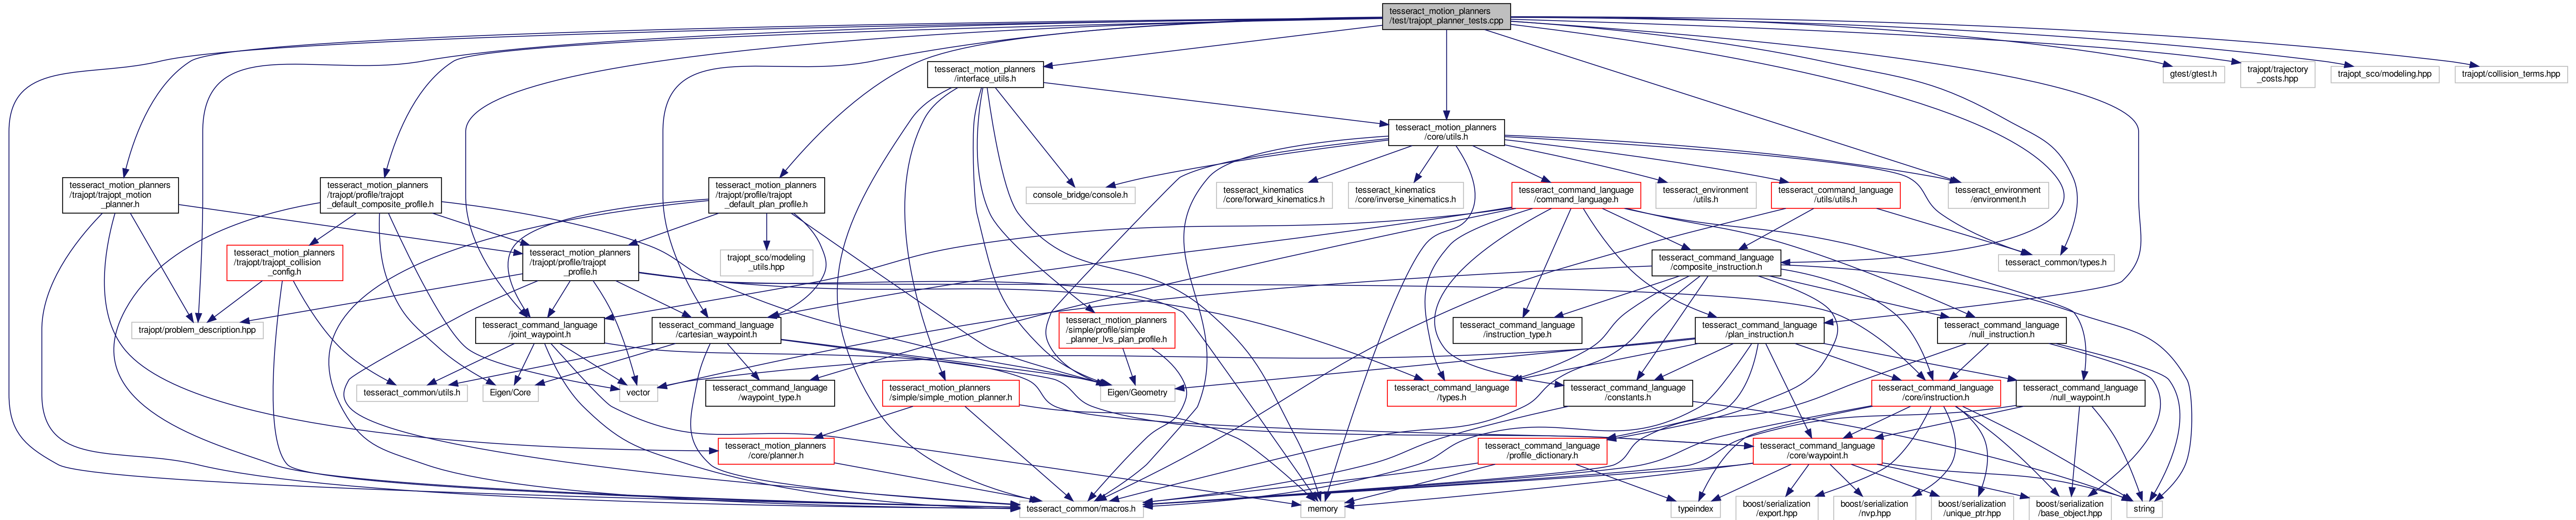 tesseract_motion_planners
/test/trajopt_planner_tests.cpp
tesseract_motion_planners
/interface_utils.h
gtest/gtest.h
trajopt/trajectory
_costs.hpp
trajopt_sco/modeling.hpp
trajopt/collision_terms.hpp
tesseract_motion_planners
/core/utils.h
tesseract_motion_planners
/trajopt/trajopt_motion
_planner.h
tesseract_motion_planners
/trajopt/profile/trajopt
_default_composite_profile.h
tesseract_motion_planners
/trajopt/profile/trajopt
_default_plan_profile.h
console_bridge/console.h
tesseract_kinematics
/core/forward_kinematics.h
tesseract_kinematics
/core/inverse_kinematics.h
tesseract_command_language
/command_language.h
tesseract_environment
/utils.h
tesseract_command_language
/utils/utils.h
tesseract_environment
/environment.h
tesseract_motion_planners
/trajopt/trajopt_collision
_config.h
tesseract_motion_planners
/trajopt/profile/trajopt
_profile.h
trajopt_sco/modeling
_utils.hpp
tesseract_command_language
/composite_instruction.h
tesseract_common/types.h
trajopt/problem_description.hpp
tesseract_command_language
/joint_waypoint.h
tesseract_command_language
/cartesian_waypoint.h
tesseract_motion_planners
/simple/profile/simple
_planner_lvs_plan_profile.h
tesseract_command_language
/instruction_type.h
tesseract_command_language
/plan_instruction.h
tesseract_command_language
/null_instruction.h
tesseract_common/utils.h
Eigen/Core
vector
tesseract_command_language
/waypoint_type.h
tesseract_motion_planners
/simple/simple_motion_planner.h
Eigen/Geometry
tesseract_command_language
/types.h
tesseract_command_language
/constants.h
tesseract_command_language
/core/instruction.h
tesseract_command_language
/null_waypoint.h
tesseract_motion_planners
/core/planner.h
tesseract_command_language
/profile_dictionary.h
tesseract_command_language
/core/waypoint.h
tesseract_common/macros.h
memory
typeindex
boost/serialization
/export.hpp
boost/serialization
/nvp.hpp
boost/serialization
/unique_ptr.hpp
boost/serialization
/base_object.hpp
string